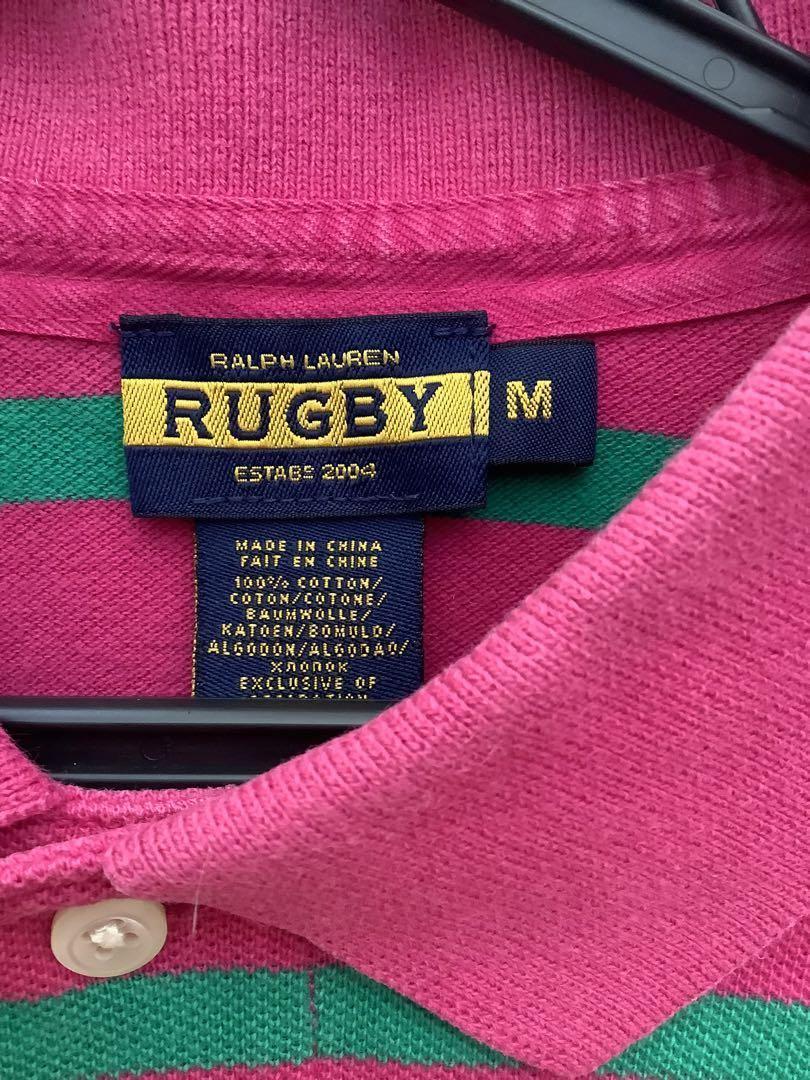 RALPH LAUREN
RUGBY
M
ESTABS 2004
MADE IN CHINA
FAIT EN CHINE
100% COTTON/
COTON/COTONE/
BAUMWOLLE/
KATOEN/BOMULD/
ALGODON/ALGODAO/
ХЛОПОК
EXCLUSIVE OF